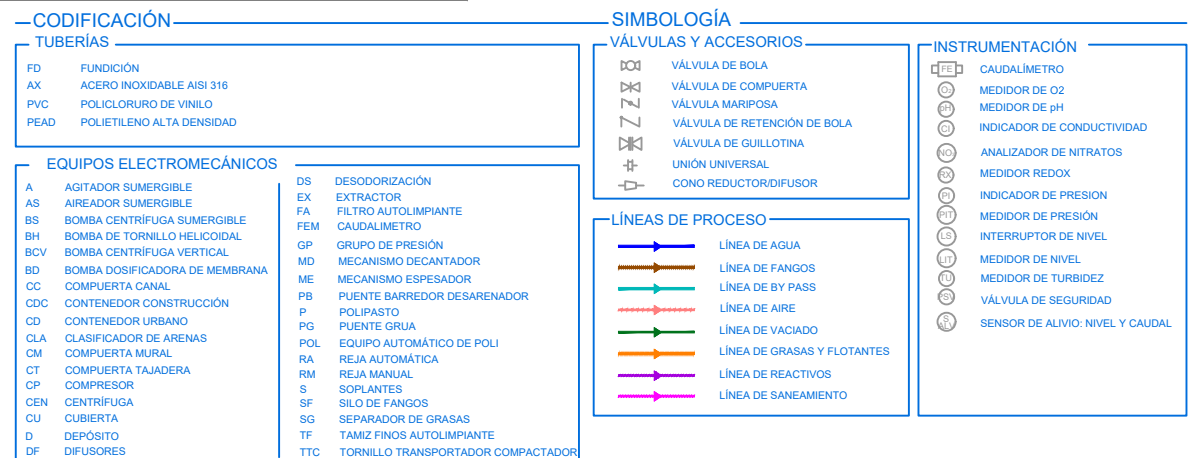 CODIFICACIÓN
TUBERÍAS
FD FUNDICIÓN
AX ACERO INOXIDABLE AISI 316
PVC POLICLORURO DE VINILO
PEAD POLIETILENO ALTA DENSIDAD
EQUIPOS ELECTROMECÁNICOS
A AGITADOR SUMERGIBLE
AS AIREADOR SUMERGIBLE
BS BOMBA CENTRÍFUGA SUMERGIBLE
BH BOMBA DE TORNILLO HELICOIDAL
BCV BOMBA CENTRÍFUGA VERTICAL
BD BOMBA DOSIFICADORA DE MEMBRANA
CC COMPUERTA CANAL
CDC CONTENEDOR CONSTRUCCIÓN
CD CONTENEDOR URBANO
CLA CLASIFICADOR DE ARENAS
CM COMPUERTA MURAL
CT COMPUERTA TAJADERA
CP COMPRESOR
CEN CENTRÍFUGA
CU CUBIERTA
D DEPÓSITO
DF DIFUSORES
DS DESODORIZACIÓN
EX EXTRACTOR
FA FILTRO AUTOLIMPIANTE
FEM CAUDALIMETRO
GP GRUPO DE PRESIÓN
MD MECANISMO DECANTADOR
ME MECANISMO ESPESADOR
PB PUENTE BARREDOR DESARENADOR
P POLIPASTO
PG PUENTE GRUA
POL EQUIPO AUTOMÁTICO DE POLI
RA REJA AUTOMÁTICA
RM REJA MANUAL
S SOPLANTES
SF SILO DE FANGOS
SG SEPARADOR DE GRASAS
TF TAMIZ FINOS AUTOLIMPIANTE
TTC TORNILLO TRANSPORTADOR COMPACTADOR
SIMBOLOGÍA
VÁLVULAS Y ACCESORIOS
VÁLVULA DE BOLA
VÁLVULA DE COMPUERTA
VÁLVULA MARIPOSA
VÁLVULA DE RETENCIÓN DE BOLA
VÁLVULA DE GUILLOTINA
UNIÓN UNIVERSAL
CONO REDUCTOR/DIFUSOR
LÍNEAS DE PROCESO
LÍNEA DE AGUA
LÍNEA DE FANGOS
LÍNEA DE BY PASS
LÍNEA DE AIRE
LÍNEA DE VACIADO
LÍNEA DE GRASAS Y FLOTANTES
LÍNEA DE REACTIVOS
LÍNEA DE SANEAMIENTO
INSTRUMENTACIÓN
FE CAUDALÍMETRO
O2 MEDIDOR DE O2
pH MEDIDOR DE pH
CI INDICADOR DE CONDUCTIVIDAD
NO3 ANALIZADOR DE NITRATOS
RX MEDIDOR REDOX
PI INDICADOR DE PRESION
PIT MEDIDOR DE PRESIÓN
LS INTERRUPTOR DE NIVEL
LIT MEDIDOR DE NIVEL
TU MEDIDOR DE TURBIDEZ
PSV VÁLVULA DE SEGURIDAD
S ALV SENSOR DE ALIVIO: NIVEL Y CAUDAL